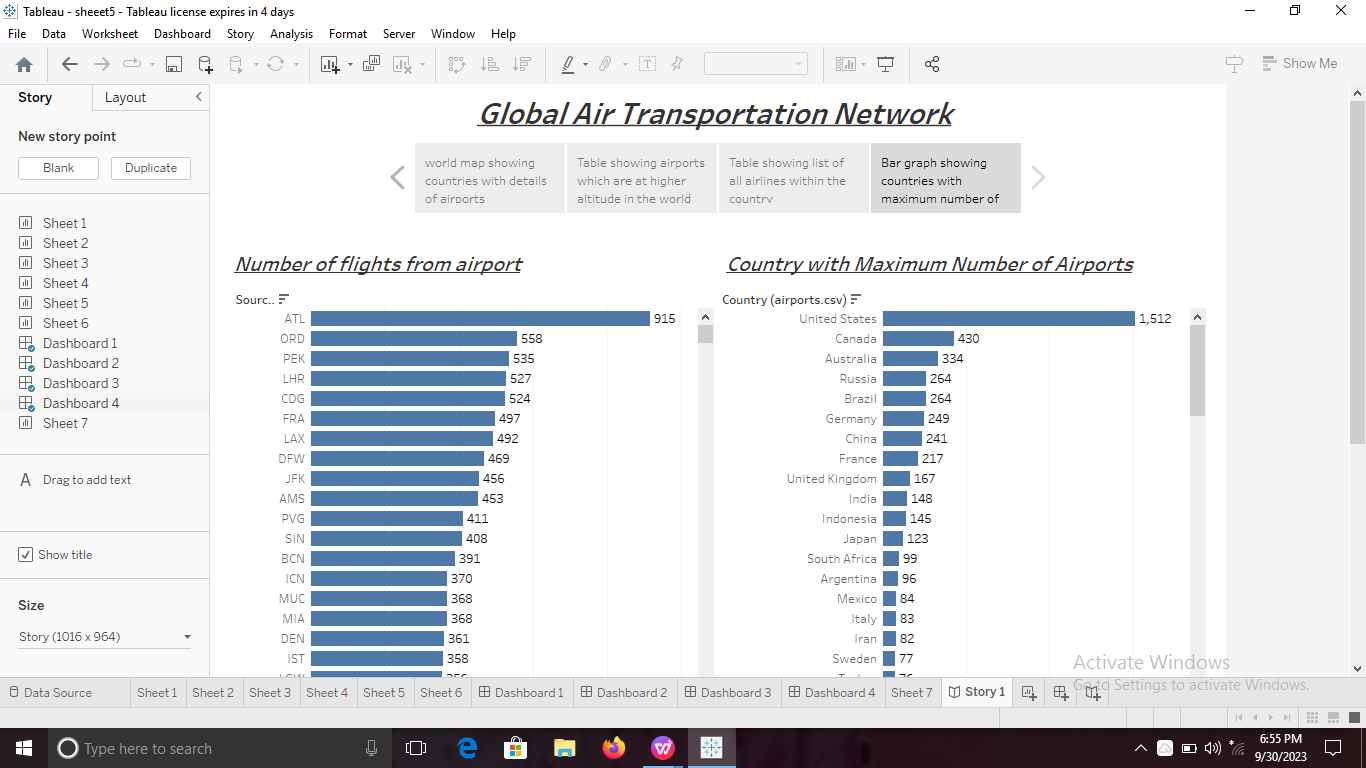 Tableau - sheeet5 - Tableau license expires in 4 days
File Data Worksheet Dashboard Story Analysis Format Server Window Help
Show Me
Story Layout
New story point
Blank Duplicate
Sheet 1
Sheet 2
Sheet 3
Sheet 4
Sheet 5
Sheet 6
Dashboard 1
Dashboard 2
Dashboard 3
Dashboard 4
Sheet 7
A Drag to add text
Show title
Size
Story (1016 x 964)
Global Air Transportation Network
world map showing
countries with details
of airports
Table showing airports
which are at higher
altitude in the world
Table showing list of
all airlines within the
country
Bar graph showing
countries with
maximum number of
Number of flights from airport
Sourc..
ATL 915
ORD 558
PEK 535
LHR 527
CDG 524
FRA 497
LAX 492
DFW 469
JFK 456
AMS 453
PVG 411
SIN 408
BCN 391
ICN 370
MUC 368
MIA 368
DEN 361
IST 358
Country with Maximum Number of Airports
Country (airports.csv)
United States 1,512
Canada 430
Australia 334
Russia 264
Brazil 264
Germany 249
China 241
France 217
United Kingdom 167
India 148
Indonesia 145
Japan 123
South Africa 99
Argentina 96
Mexico 84
Italy 83
Iran 82
Sweden 77
Activate Windows
Go to Settings to activate Windows.
Data Source Sheet 1 Sheet 2 Sheet 3 Sheet 4 Sheet 5 Sheet 6 Dashboard 1 Dashboard 2 Dashboard 3 Dashboard 4 Sheet 7 Story 1
Type here to search
6:55 PM
9/30/2023